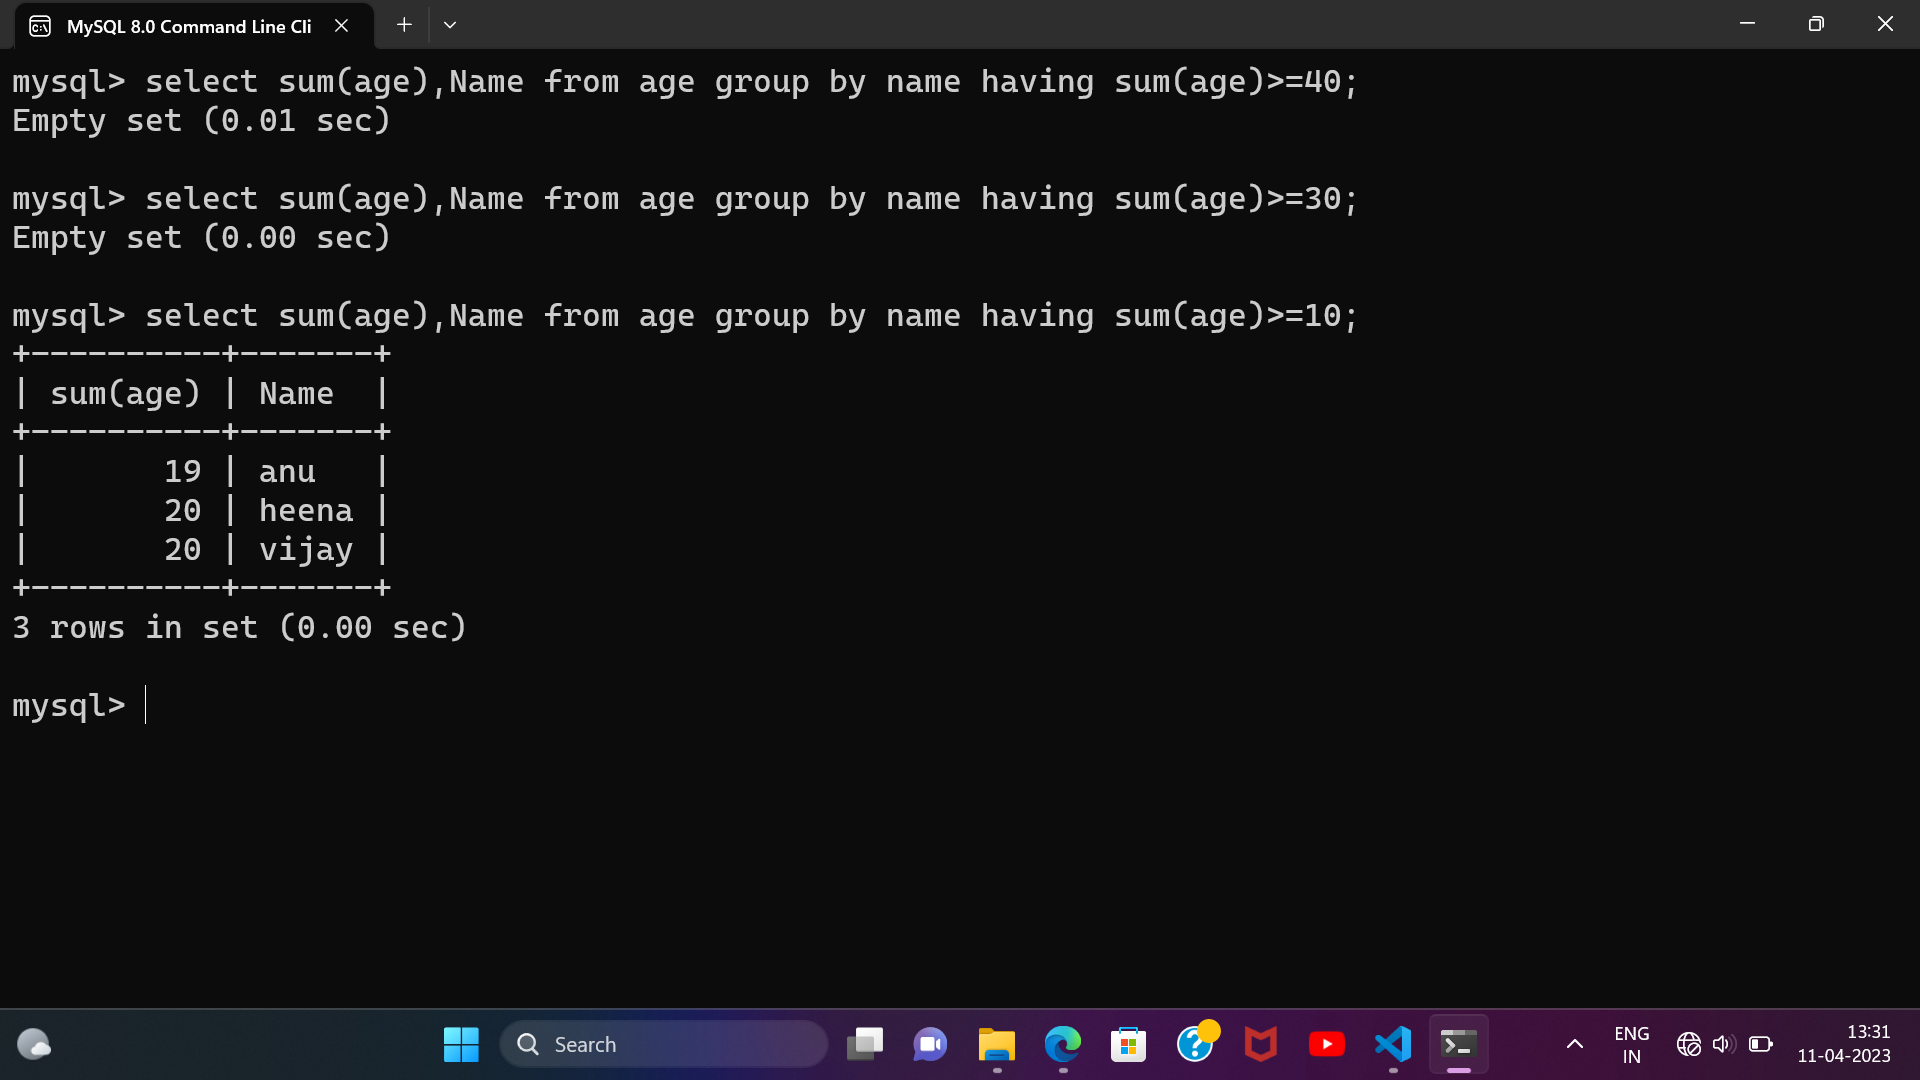 MySQL 8.0 Command Line Cli
mysql> select sum(age),Name from age group by name having sum(age)>=40;
Empty set (0.01 sec)
mysql> select sum(age),Name from age group by name having sum(age)>=30;
Empty set (0.00 sec)
mysql> select sum(age),Name from age group by name having sum(age)>=10;
+----------+-------+
| sum(age) | Name  |
+----------+-------+
|       19 | anu   |
|       20 | heena |
|       20 | vijay |
+----------+-------+
3 rows in set (0.00 sec)
mysql>
Search
ENG
IN
13:31
11-04-2023